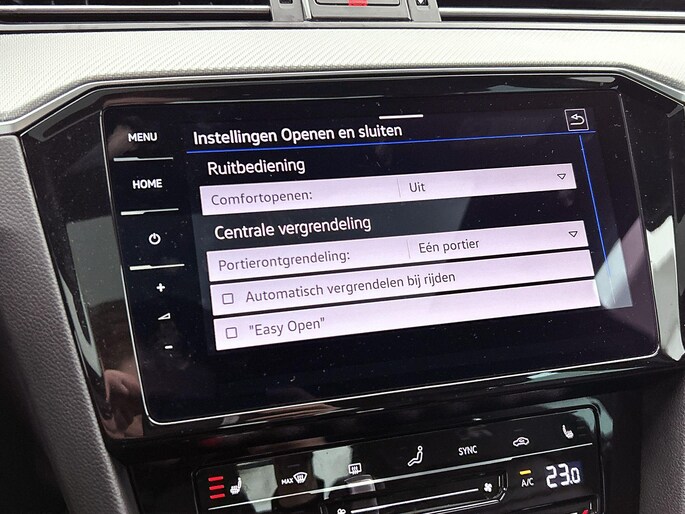 MENU
Instellingen Openen en sluiten
HOME
Ruitbediening
Comfortopenen: Uit
Centrale vergrendeling
Portierontgrendeling: Eén portier
+
Automatisch vergrendelen bij rijden
-
"Easy Open"
MAX
SYNC
A/C
23.0